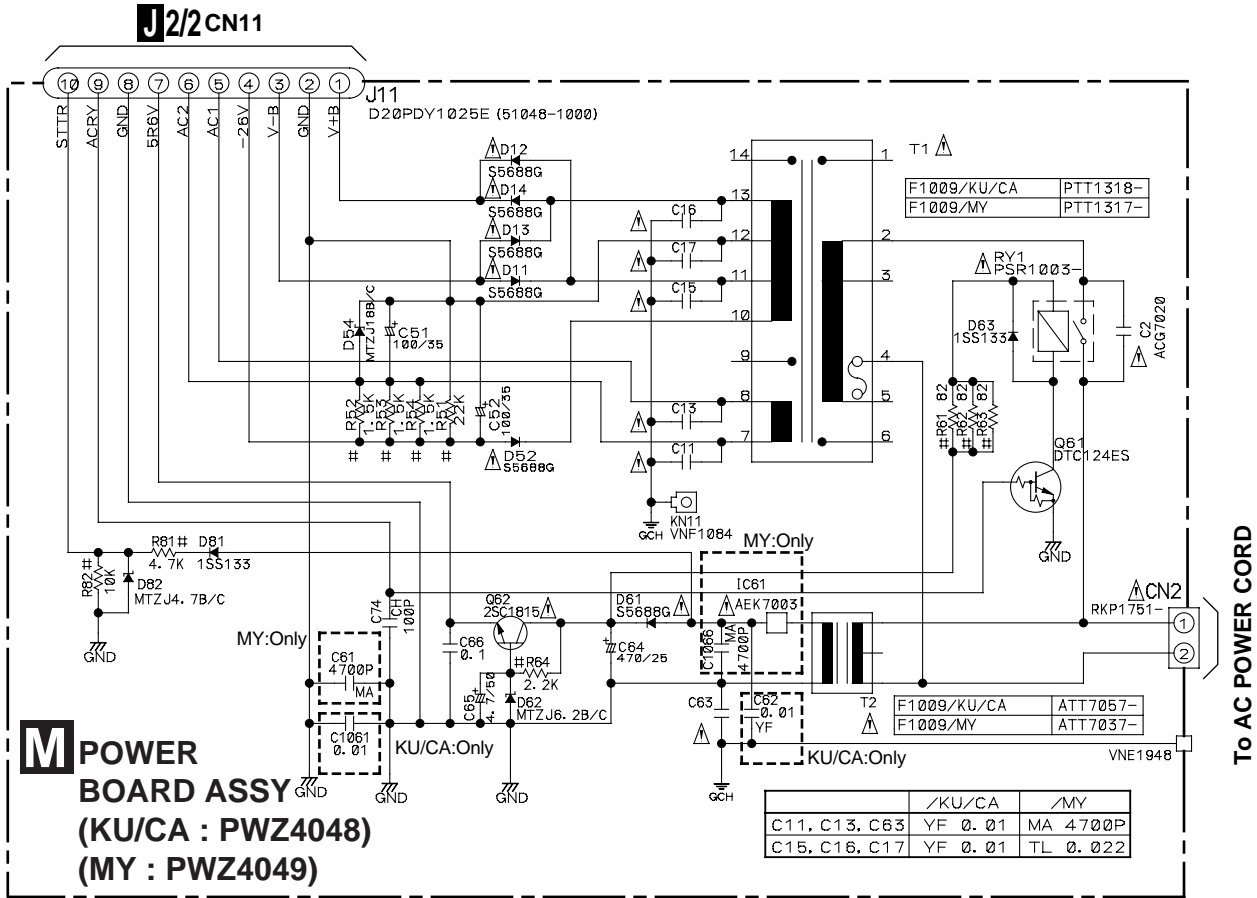 J 2/2 CN11
10 9 8 7 6 5 4 3 2 1
J11
D20PDY1025E (51048-1000)
STTR
ACRY
GND
5R6V
AC2
AC1
-26V
V-B
GND
V+B
D12
S5688G
D14
S5688G
D13
S5688G
D11
S5688G
C16
C17
C15
C13
C11
14
13
12
11
10
9
8
7
1
2
3
4
5
6
T1
F1009/KU/CA PTT1318-
F1009/MY PTT1317-
RY1
PSR1003-
D63
1SS133
C2
ACG7020
D54
MTZJ18B/C
C51
100/35
R52
1.5K
R53
1.5K
R54
1.5K
R51
22K
# # # #
C52
100/35
D52
S5688G
#R61 82
#R62 82
#R63 82
Q61
DTC124ES
GND
KN11
VNF1084
GCH
MY:Only
IC61
AEK7003
R81# D81
4.7K 1SS133
R82#
10K
D82
MTZJ4.7B/C
GND
C74
CH
100P
Q62
2SC1815
D61
S5688G
C66
0.1
#R64
2.2K
C64
470/25
C1066
MA
4700P
C65
4.7/50
D62
MTZJ6.2B/C
C63
C62
0.01
YF
KU/CA:Only
MY:Only
C61
4700P
MA
C1061
0.01
KU/CA:Only
GND
GND
GND
GCH
CN2
RKP1751-
1
2
To AC POWER CORD
T2
F1009/KU/CA ATT7057-
F1009/MY ATT7037-
VNE1948
M POWER
BOARD ASSY
(KU/CA : PWZ4048)
(MY : PWZ4049)
/KU/CA /MY
C11, C13, C63 YF 0.01 MA 4700P
C15, C16, C17 YF 0.01 TL 0.022